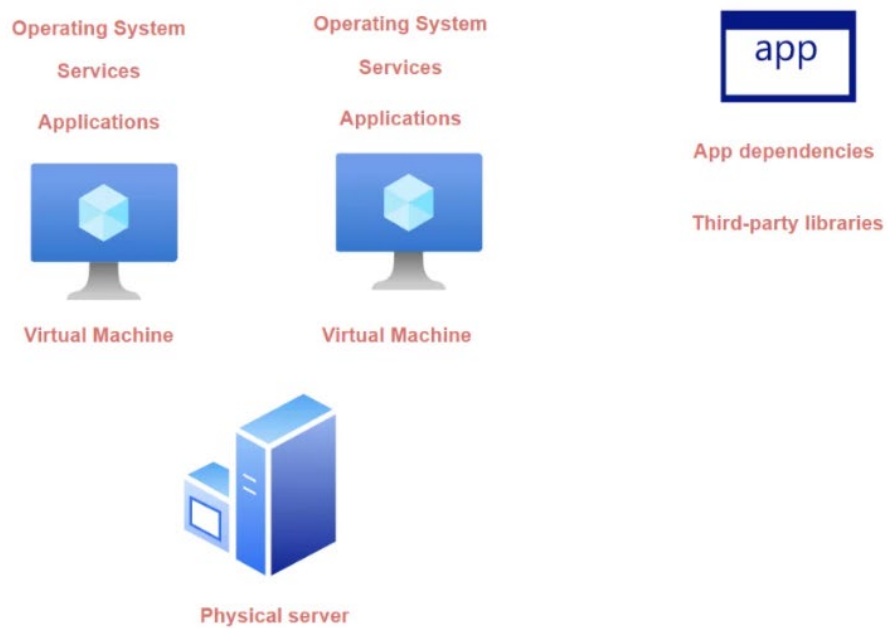 Operating System
Services
Applications
Virtual Machine
Operating System
Services
Applications
Virtual Machine
Physical server
app
App dependencies
Third-party libraries